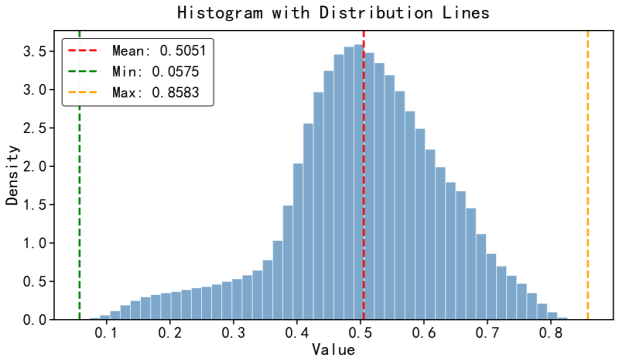 Histogram with Distribution Lines
Mean: 0.5051
Min: 0.0575
Max: 0.8583
Density
3.5
3.0
2.5
2.0
1.5
1.0
0.5
0.0
0.1 0.2 0.3 0.4 0.5 0.6 0.7 0.8
Value